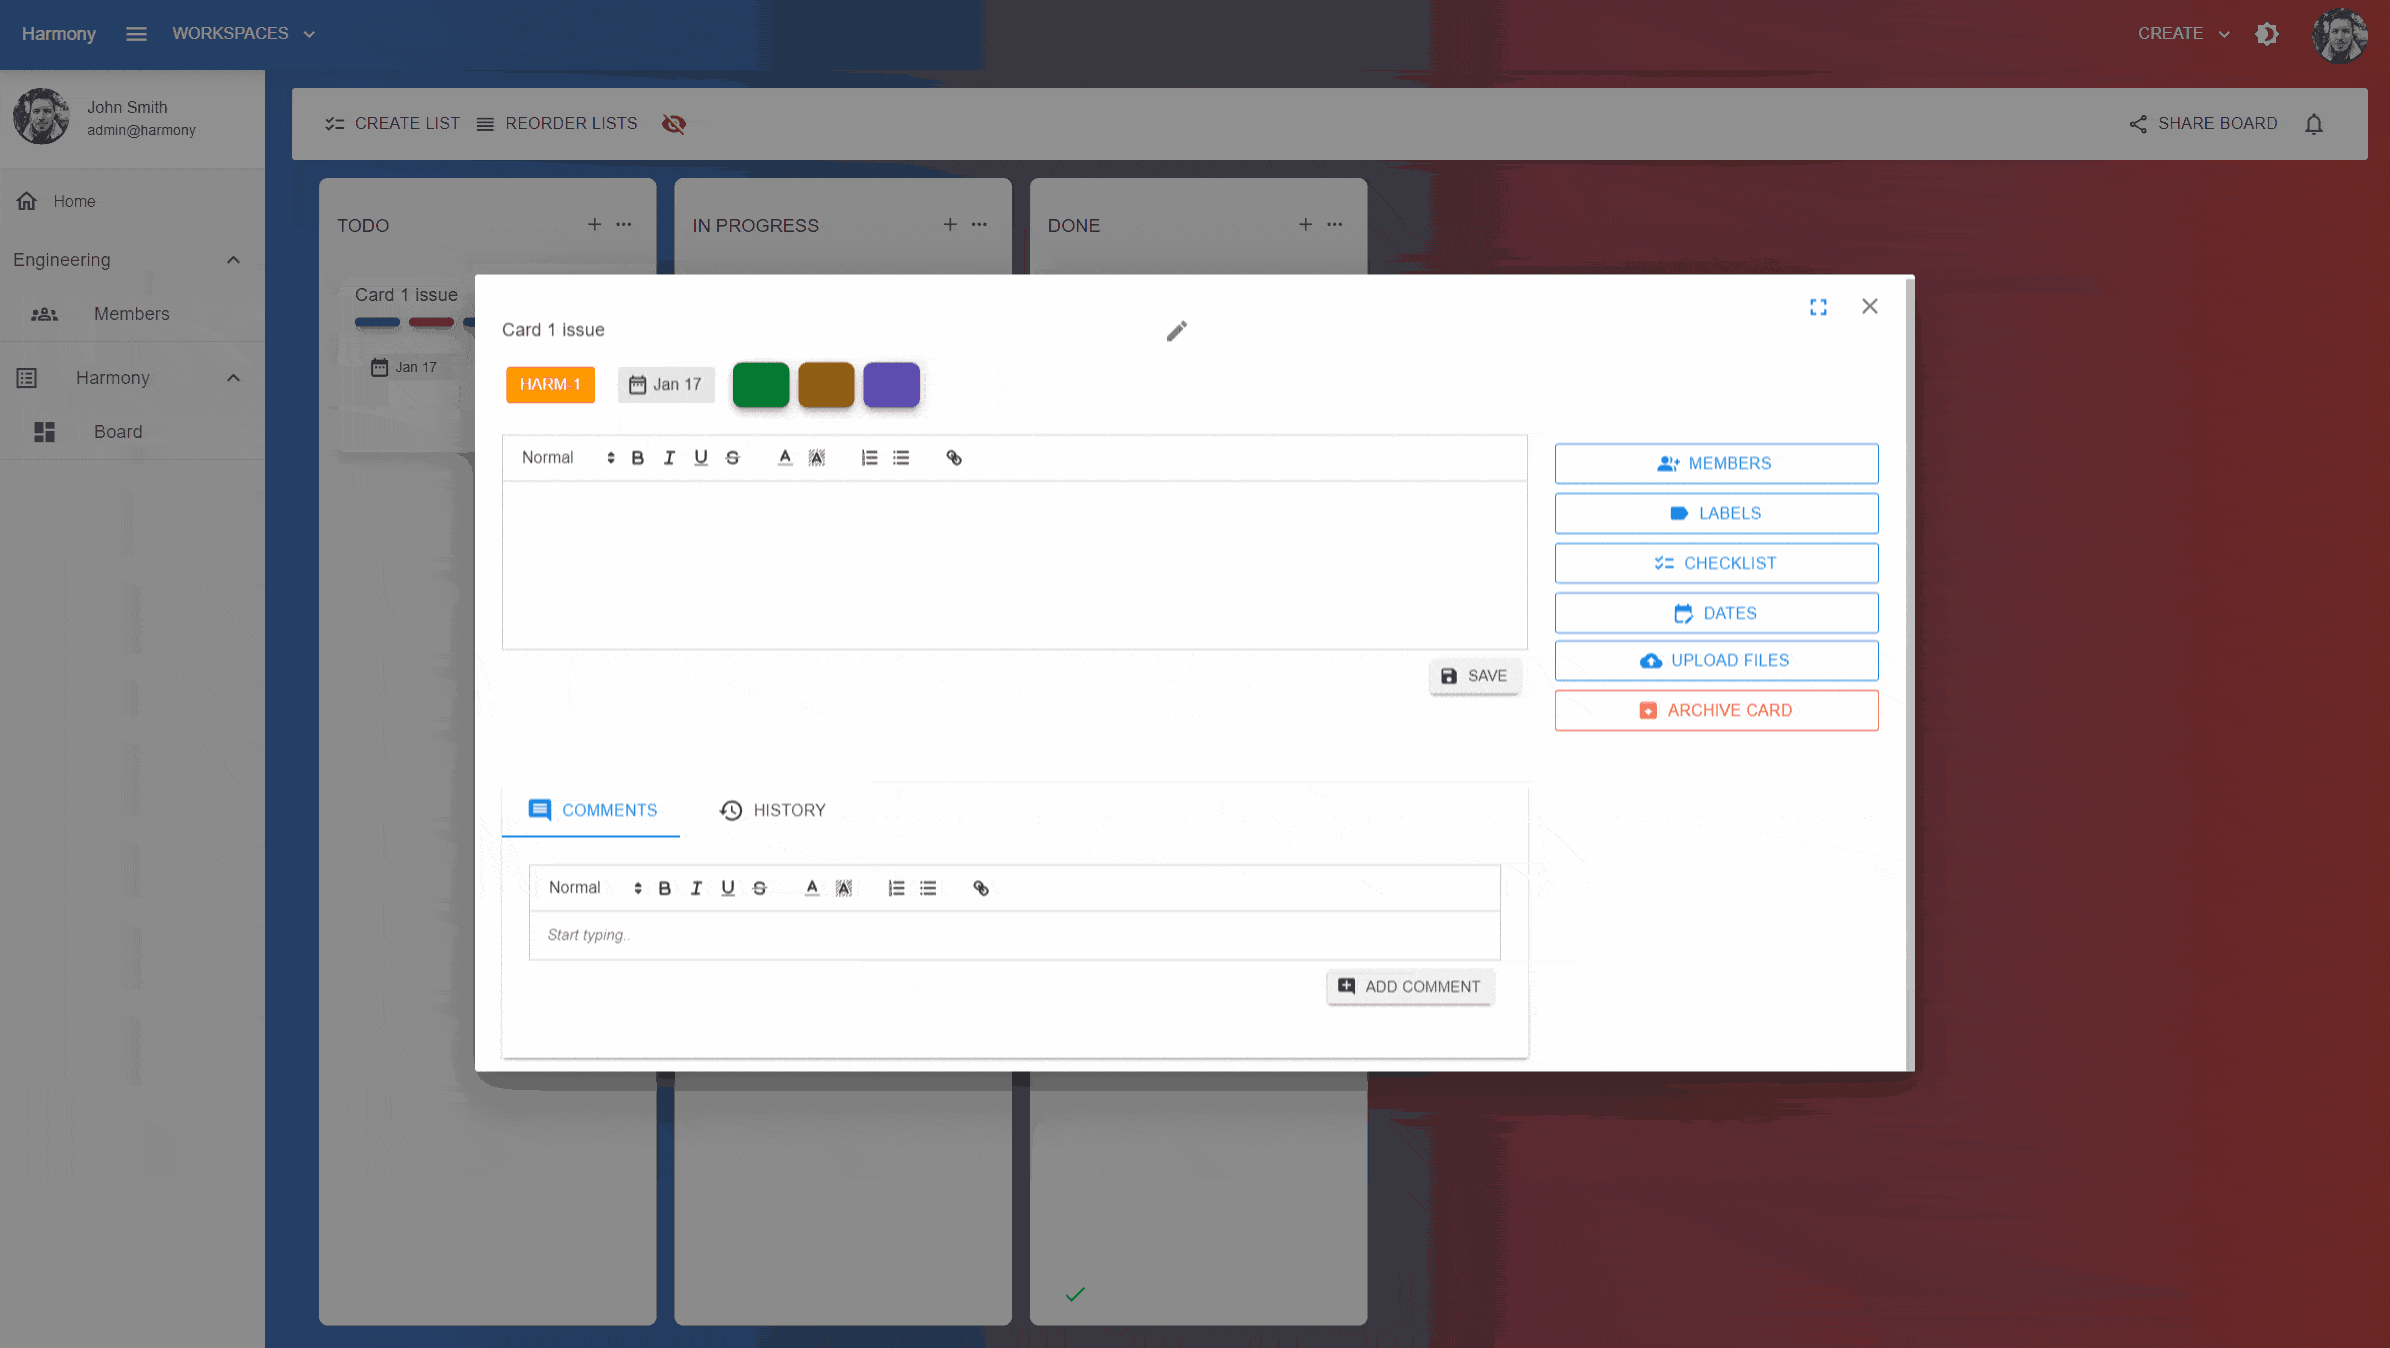 Harmony
WORKSPACES
CREATE
John Smith
admin@harmony
CREATE LIST
REORDER LISTS
SHARE BOARD
Home
Engineering
Members
Harmony
Board
TODO
IN PROGRESS
DONE
Card 1 issue
Jan 17
Card 1 issue
HARM-1
Jan 17
Normal
SAVE
MEMBERS
LABELS
CHECKLIST
DATES
UPLOAD FILES
ARCHIVE CARD
COMMENTS
HISTORY
Normal
Start typing..
ADD COMMENT